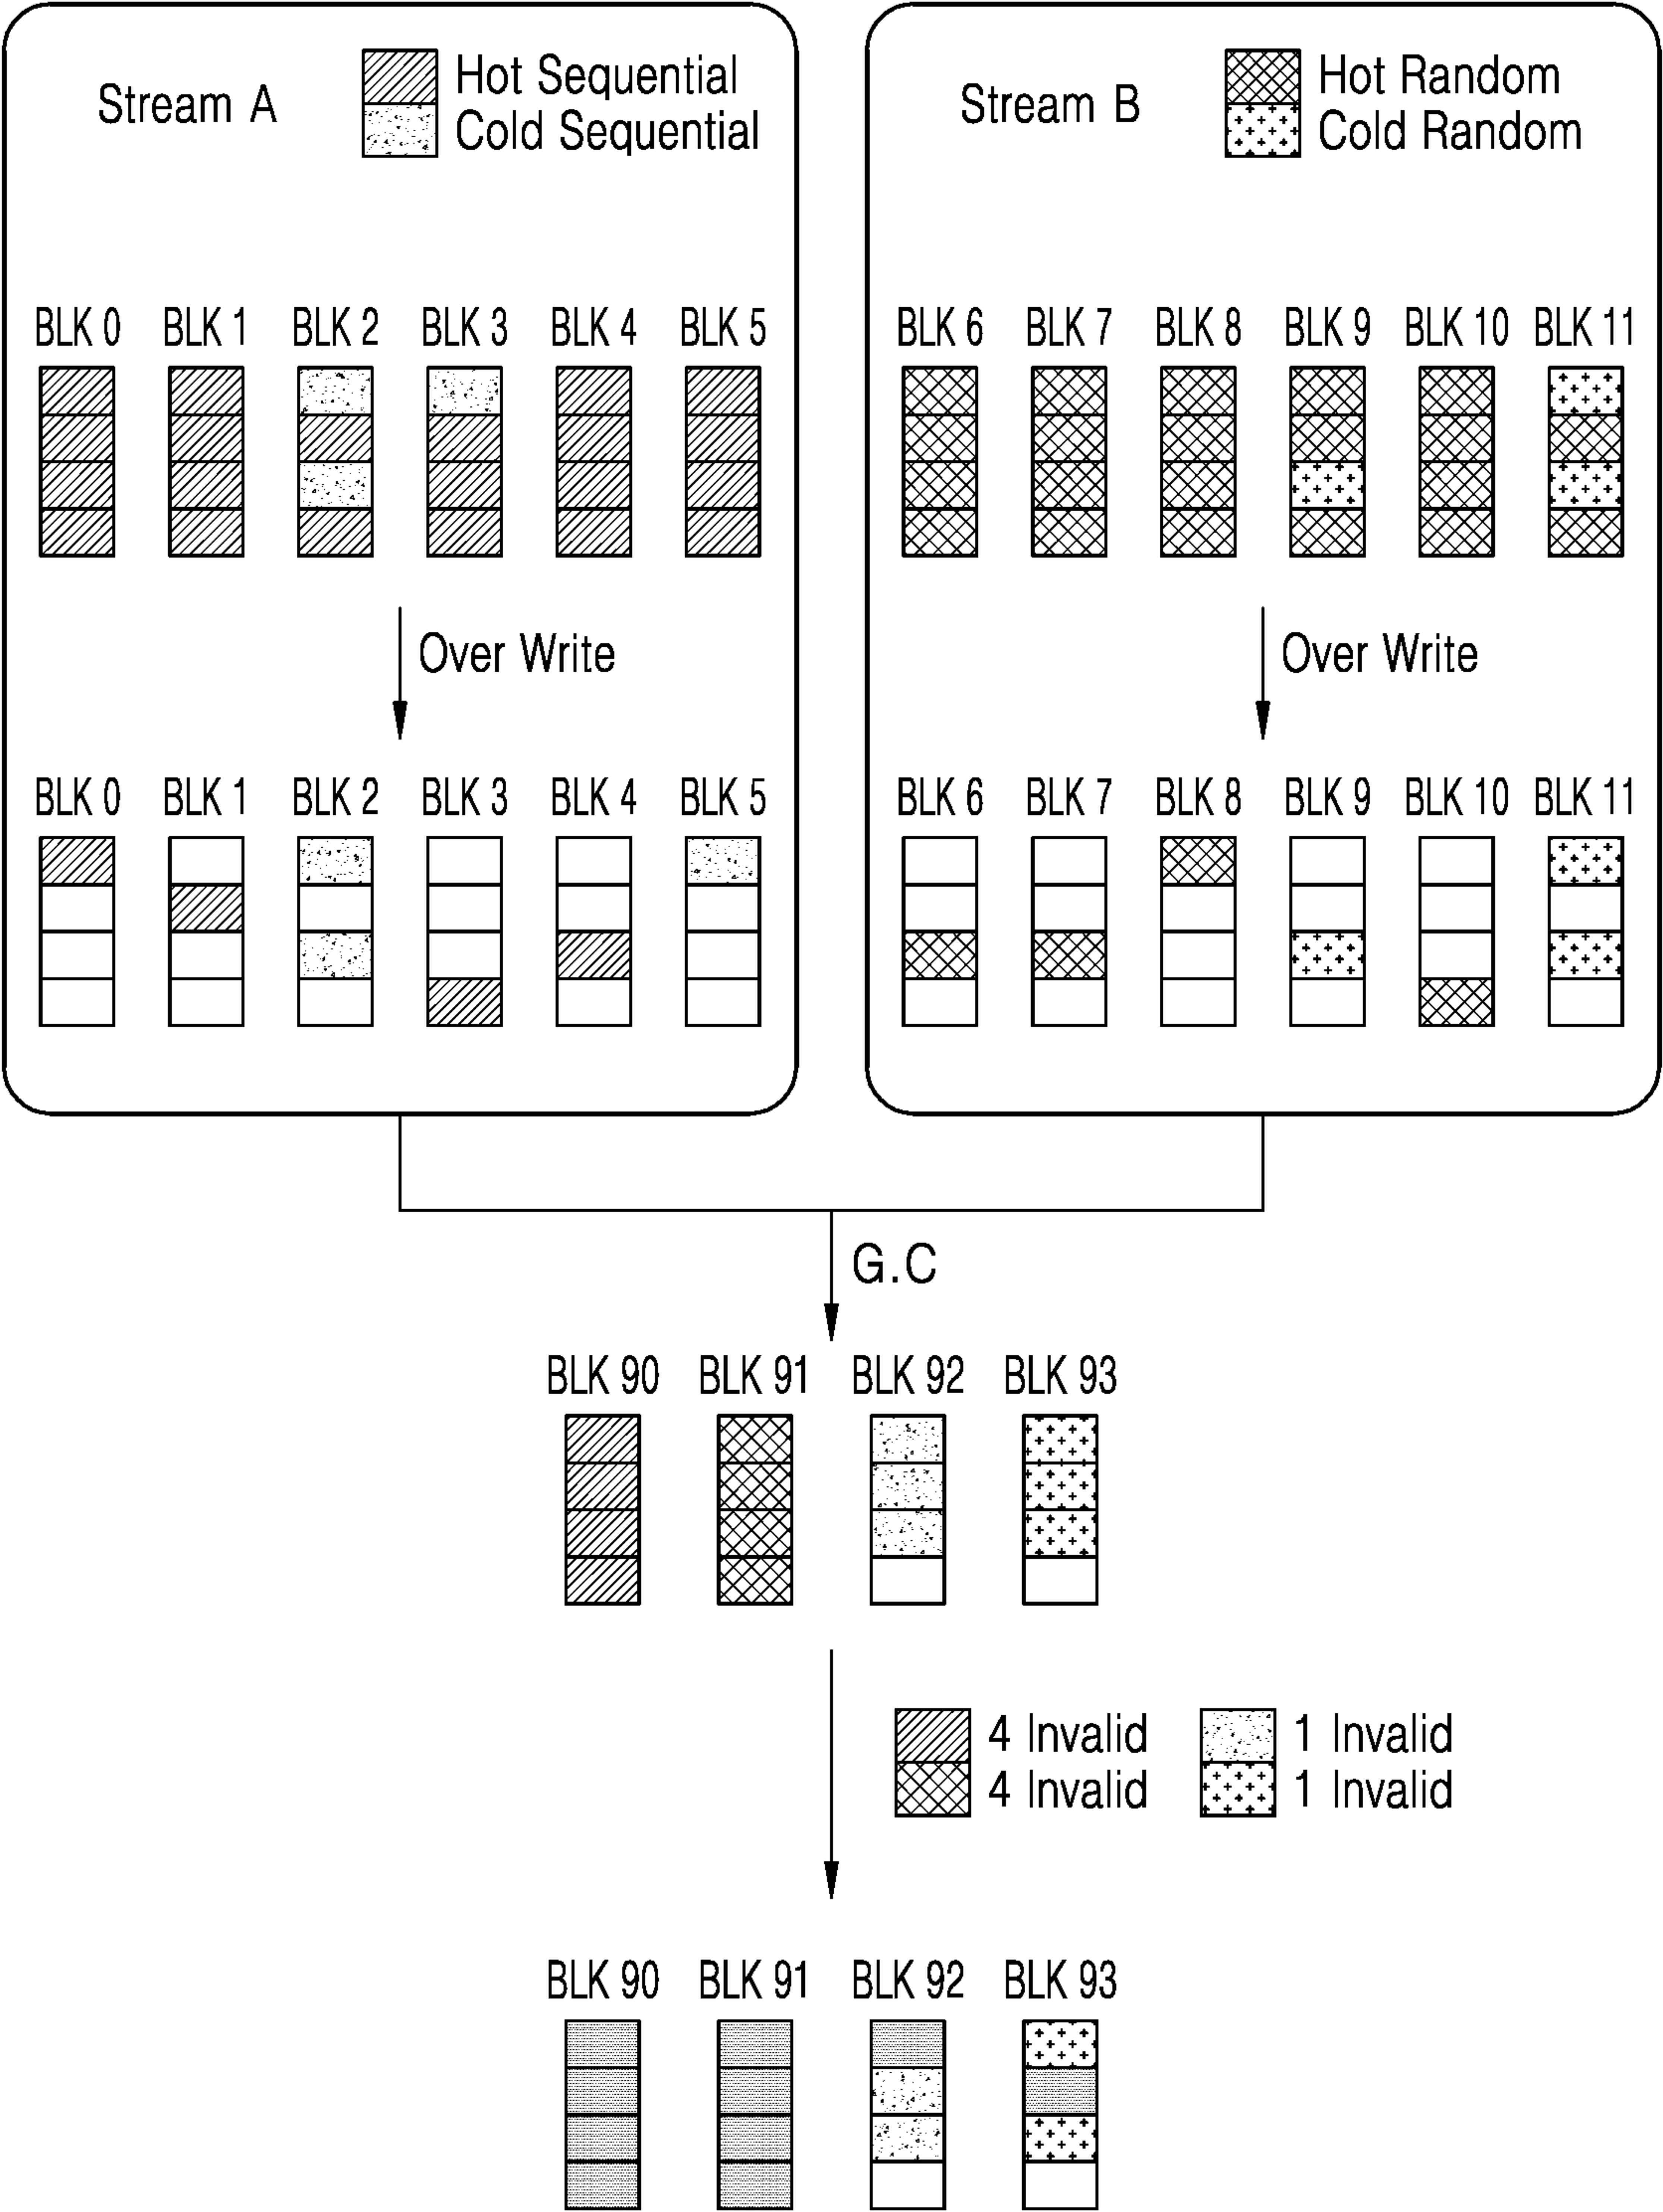 Stream A
Hot Sequential
Cold Sequential
Stream B
Hot Random
Cold Random
BLK 0 BLK 1 BLK 2 BLK 3 BLK 4 BLK 5
BLK 6 BLK 7 BLK 8 BLK 9 BLK 10 BLK 11
Over Write
Over Write
BLK 0 BLK 1 BLK 2 BLK 3 BLK 4 BLK 5
BLK 6 BLK 7 BLK 8 BLK 9 BLK 10 BLK 11
G.C
BLK 90 BLK 91 BLK 92 BLK 93
4 Invalid 1 Invalid
4 Invalid 1 Invalid
BLK 90 BLK 91 BLK 92 BLK 93